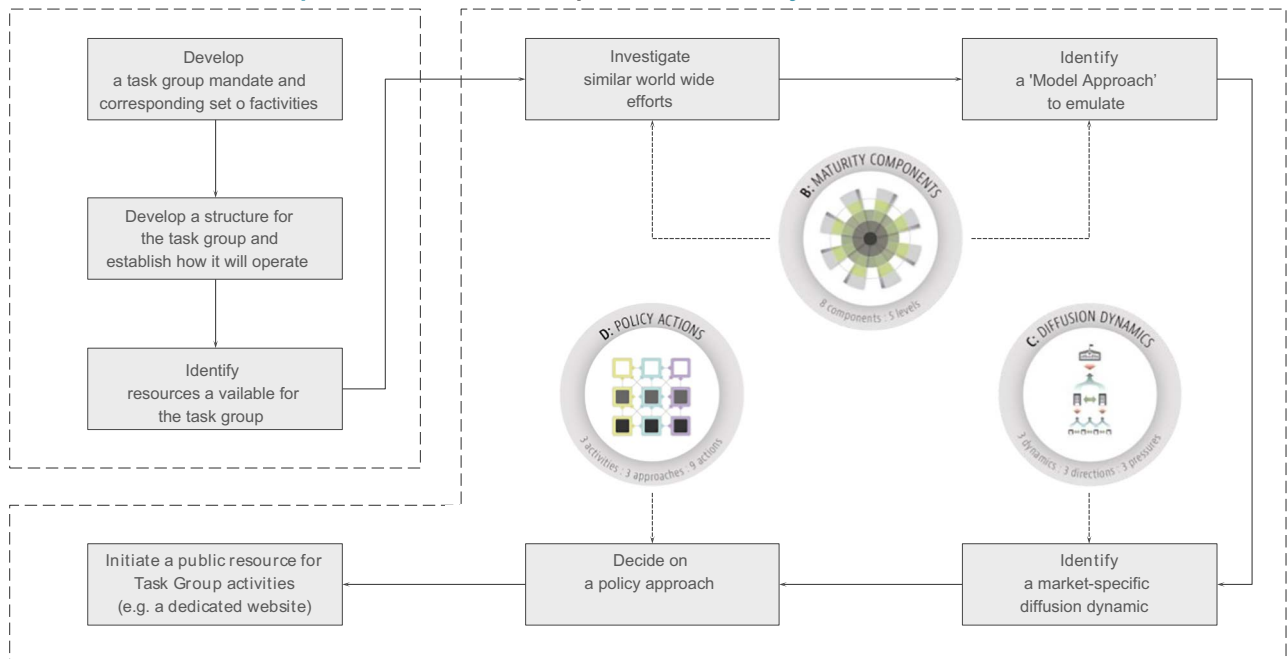 Develop
a task group mandate and
corresponding set o factivities
Develop a structure for
the task group and
establish how it will operate
Identify
resources a vailable for
the task group
Investigate
similar world wide
efforts
Identify
a 'Model Approach’
to emulate
B: MATURITY COMPONENTS
8 components : 5 levels
D: POLICY ACTIONS
3 activities : 3 approaches : 9 actions
C: DIFFUSION DYNAMICS
3 dynamics : 3 directions : 3 pressures
Initiate a public resource for
Task Group activities
(e.g. a dedicated website)
Decide on
a policy approach
Identify
a market-specific
diffusion dynamic